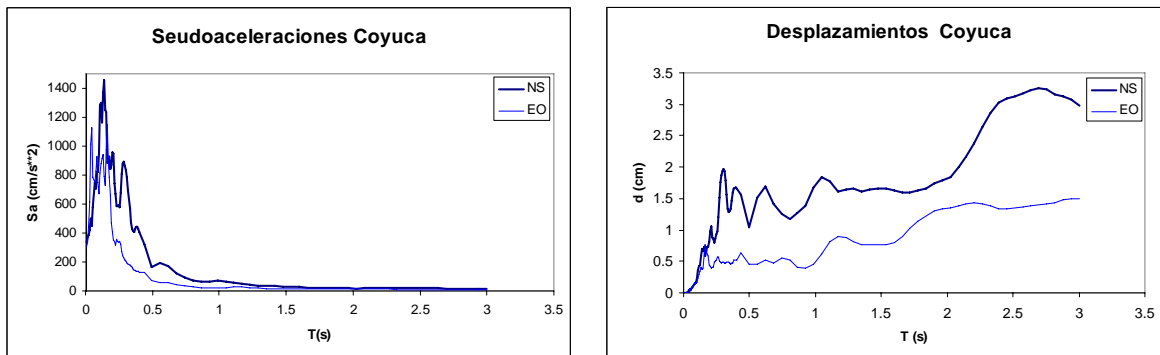 Seudoaceleraciones Coyuca
Sa (cm/s**2)
1400
1200
1000
800
600
400
200
0
0 0.5 1 1.5 2 2.5 3 3.5
T(s)
NS
EO
Desplazamientos Coyuca
d (cm)
3.5
3
2.5
2
1.5
1
0.5
0
0 0.5 1 1.5 2 2.5 3 3.5
T (s)
NS
EO